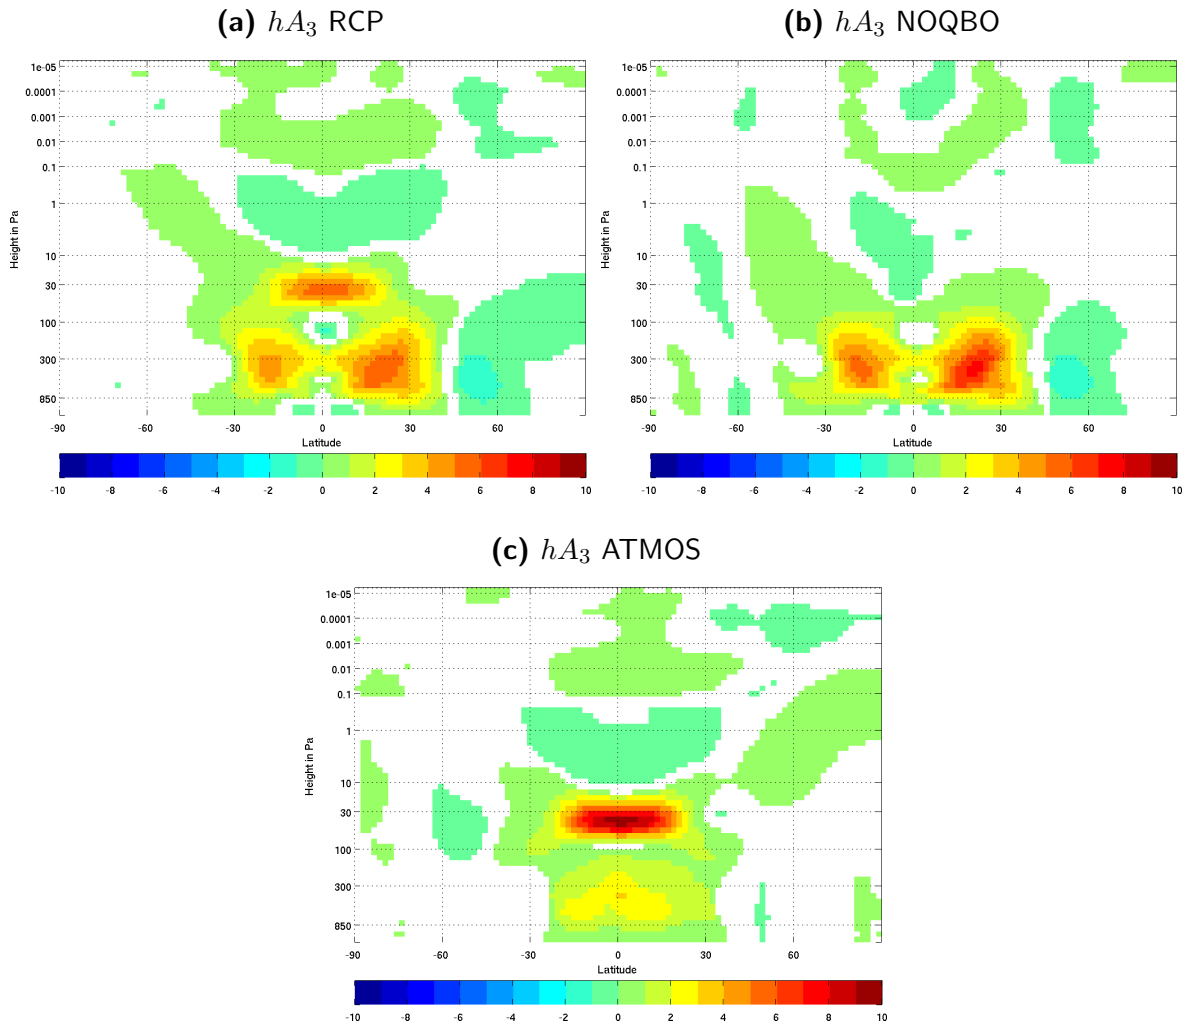 (a) hA₃ RCP
(b) hA₃ NOQBO
1e-05
0.0001
0.001
0.01
0.1
1
10
30
100
300
850
Height in Pa
-90 -60 -30 0 30 60
Latitude
-10 -8 -6 -4 -2 0 2 4 6 8 10
1e-05
0.0001
0.001
0.01
0.1
1
10
30
100
300
850
Height in Pa
-90 -60 -30 0 30 60
Latitude
-10 -8 -6 -4 -2 0 2 4 6 8 10
(c) hA₃ ATMOS
1e-05
0.0001
0.001
0.01
0.1
1
10
30
100
300
850
Height in Pa
-90 -60 -30 0 30 60
Latitude
-10 -8 -6 -4 -2 0 2 4 6 8 10